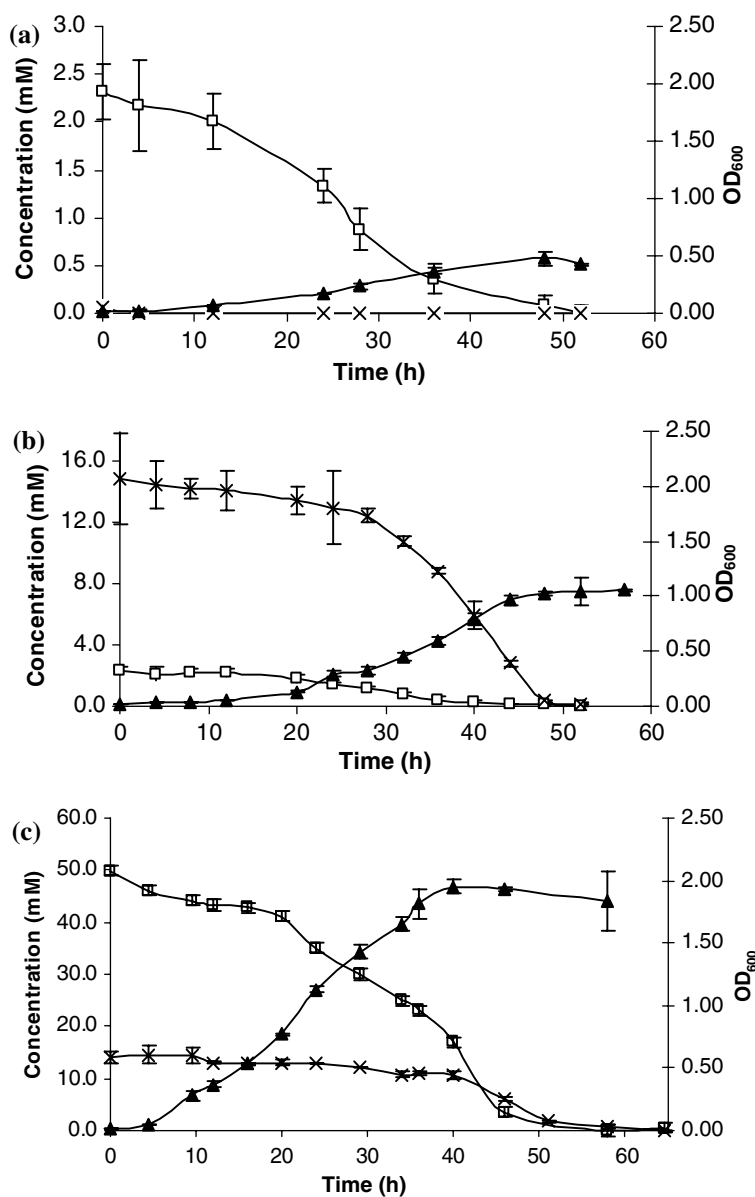 (a)
3.0 2.50
2.5 2.00
2.0 1.50
1.5 1.00
1.0 0.50
0.5 0.00
0.0
Concentration (mM)
OD600
0 10 20 30 40 50 60
Time (h)
(b)
2.50
16.0 2.00
12.0 1.50
8.0 1.00
4.0 0.50
0.0 0.00
Concentration (mM)
OD600
0 10 20 30 40 50 60
Time (h)
(c)
60.0 2.50
50.0 2.00
40.0 1.50
30.0 1.00
20.0 0.50
10.0 0.00
0.0
Concentration (mM)
OD600
0 10 20 30 40 50 60
Time (h)